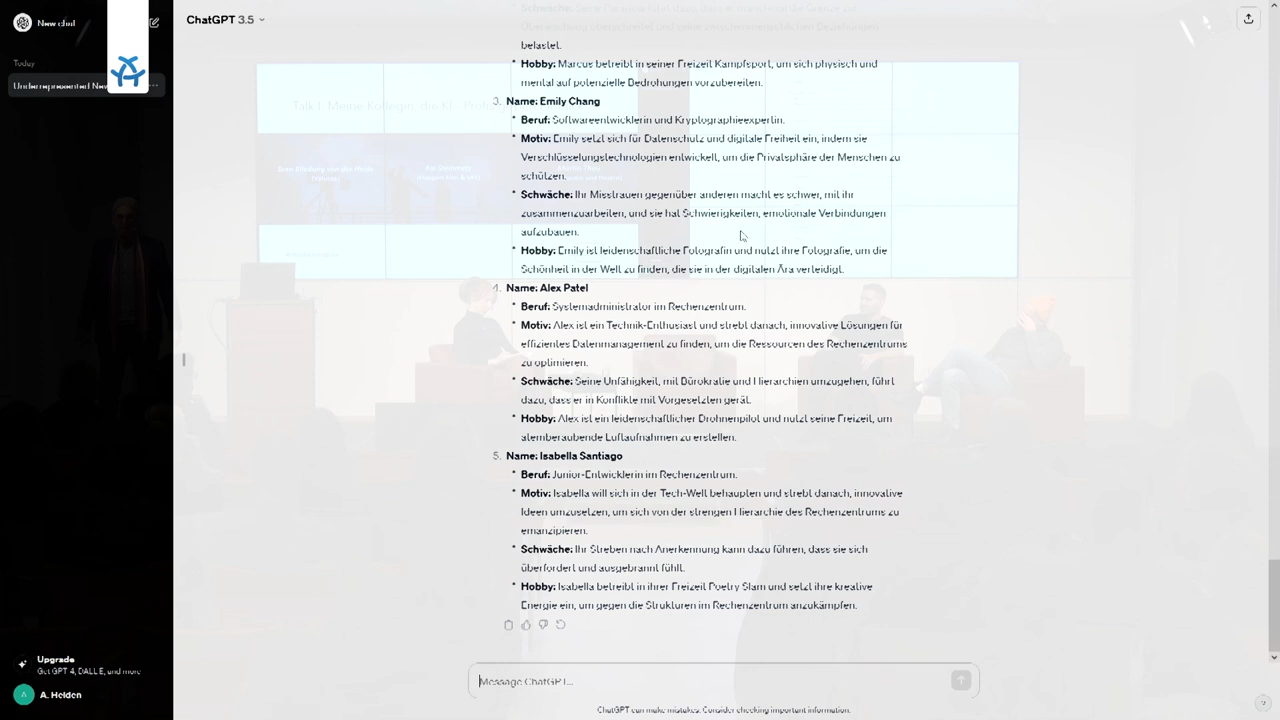 New chat
Today
Underrepresented New
Upgrade
Get GPT 4, DALL E, and more
A. Heiden
ChatGPT 3.5
belastet.
Hobby: Marcus betreibt in seiner Freizeit Kampfsport, um sich physisch und
mental auf potenzielle Bedrohungen vorzubereiten.
3. Name: Emily Chang
Beruf: Softwareentwicklerin und Kryptographieexpertin.
Motiv: Emily setzt sich für Datenschutz und digitale Freiheit ein, indem sie
Verschlüsselungstechnologien entwickelt, um die Privatsphäre der Menschen zu
schützen.
Schwäche: Ihr Misstrauen gegenüber anderen macht es schwer, mit ihr
zusammenzuarbeiten, und sie hat Schwierigkeiten, emotionale Verbindungen
aufzubauen.
Hobby: Emily ist leidenschaftliche Fotografin und nutzt ihre Fotografie, um die
Schönheit in der Welt zu finden, die sie in der digitalen Ära verteidigt.
4. Name: Alex Patel
Beruf: Systemadministrator im Rechenzentrum.
Motiv: Alex ist ein Technik-Enthusiast und strebt danach, innovative Lösungen für
effizientes Datenmanagement zu finden, um die Ressourcen des Rechenzentrums
zu optimieren.
Schwäche: Seine Unfähigkeit, mit Bürokratie und Hierarchien umzugehen, führt
dazu, dass er in Konflikte mit Vorgesetzten gerät.
Hobby: Alex ist ein leidenschaftlicher Drohnenpilot und nutzt seine Freizeit, um
atemberaubende Luftaufnahmen zu erstellen.
5. Name: Isabella Santiago
Beruf: Junior-Entwicklerin im Rechenzentrum.
Motiv: Isabella will sich in der Tech-Welt behaupten und strebt danach, innovative
Ideen umzusetzen, um sich von der strengen Hierarchie des Rechenzentrums zu
emanzipieren.
Schwäche: Ihr Streben nach Anerkennung kann dazu führen, dass sie sich
überfordert und ausgebrannt fühlt.
Hobby: Isabella betreibt in ihrer Freizeit Poetry Slam und setzt ihre kreative
Energie ein, um gegen die Strukturen im Rechenzentrum anzukämpfen.
Message ChatGPT...
ChatGPT can make mistakes. Consider checking important information.
Talk I: Meine Kollegin, die KI